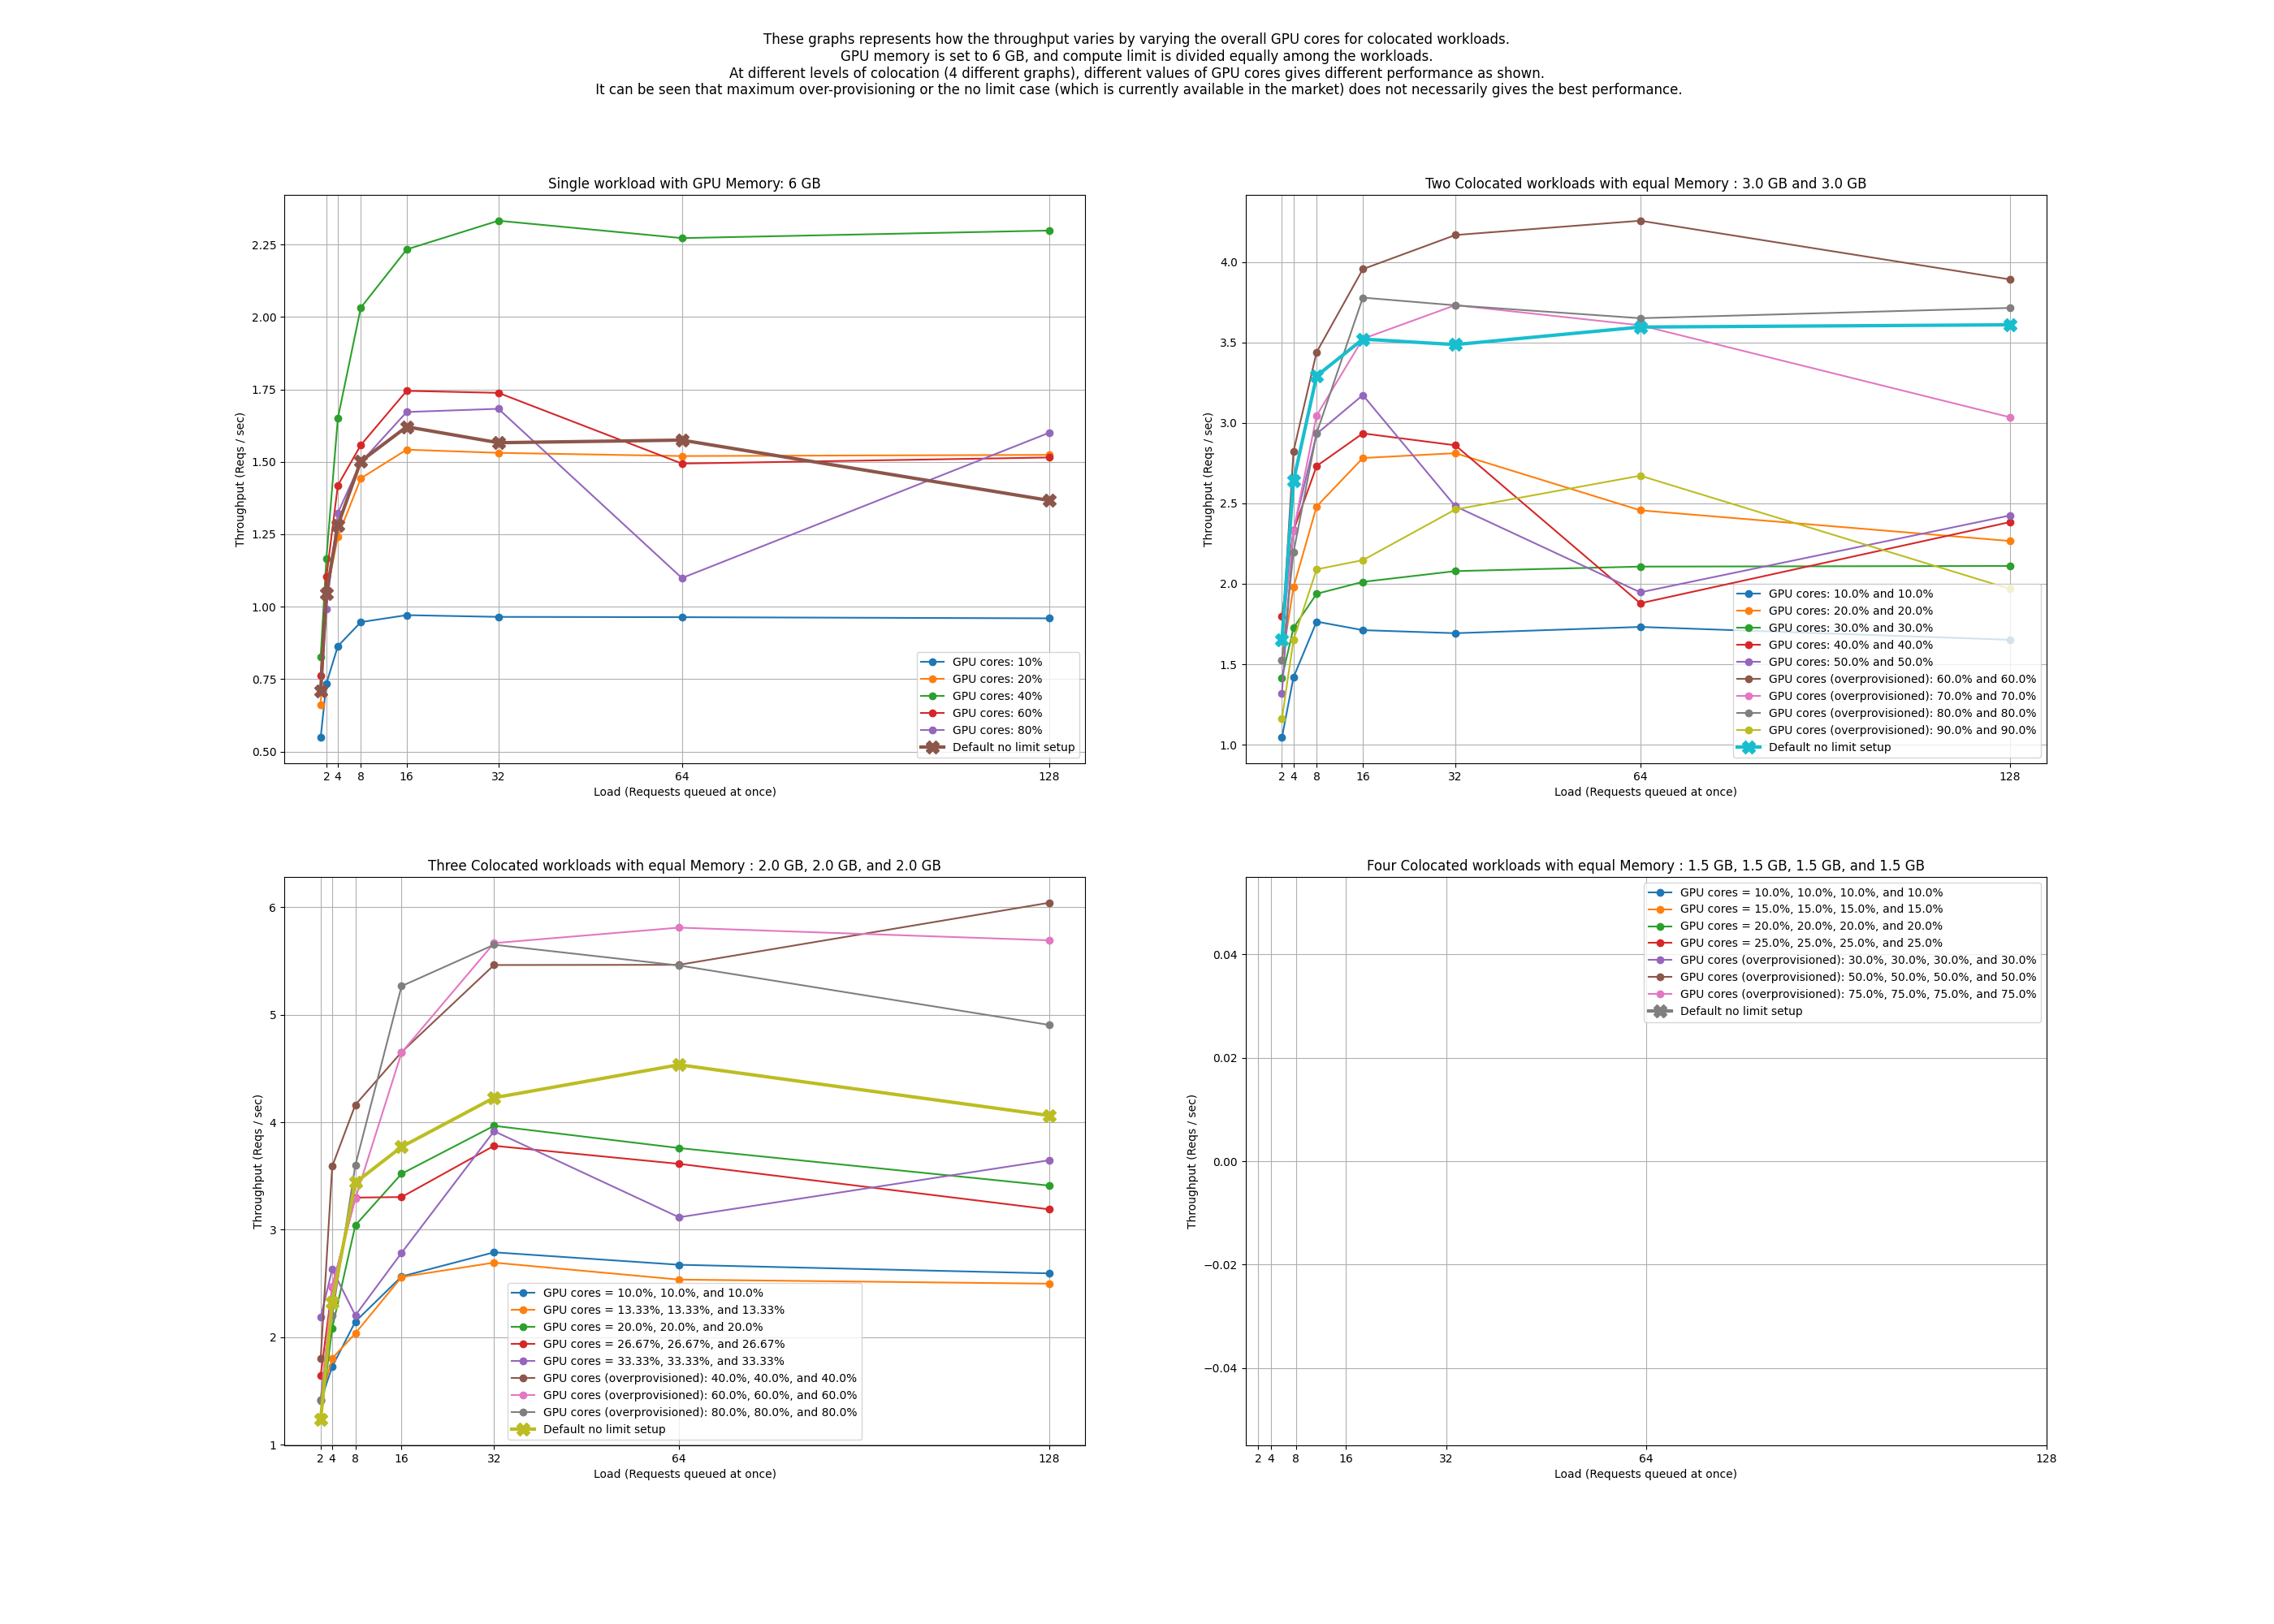 These graphs represents how the throughput varies by varying the overall GPU cores for colocated workloads.
GPU memory is set to 6 GB, and compute limit is divided equally among the workloads.
At different levels of colocation (4 different graphs), different values of GPU cores gives different performance as shown.
It can be seen that maximum over-provisioning or the no limit case (which is currently available in the market) does not necessarily gives the best performance.
Single workload with GPU Memory: 6 GB
2.25
2.00
1.75
1.50
1.25
1.00
0.75
0.50
Throughput (Reqs / sec)
GPU cores: 10%
GPU cores: 20%
GPU cores: 40%
GPU cores: 60%
GPU cores: 80%
Default no limit setup
2 4 8 16 32 64 128
Load (Requests queued at once)
Two Colocated workloads with equal Memory : 3.0 GB and 3.0 GB
4.0
3.5
3.0
2.5
2.0
1.5
1.0
Throughput (Reqs / sec)
GPU cores: 10.0% and 10.0%
GPU cores: 20.0% and 20.0%
GPU cores: 30.0% and 30.0%
GPU cores: 40.0% and 40.0%
GPU cores: 50.0% and 50.0%
GPU cores (overprovisioned): 60.0% and 60.0%
GPU cores (overprovisioned): 70.0% and 70.0%
GPU cores (overprovisioned): 80.0% and 80.0%
GPU cores (overprovisioned): 90.0% and 90.0%
Default no limit setup
2 4 8 16 32 64 128
Load (Requests queued at once)
Three Colocated workloads with equal Memory : 2.0 GB, 2.0 GB, and 2.0 GB
6
5
4
3
2
1
Throughput (Reqs / sec)
GPU cores = 10.0%, 10.0%, and 10.0%
GPU cores = 13.33%, 13.33%, and 13.33%
GPU cores = 20.0%, 20.0%, and 20.0%
GPU cores = 26.67%, 26.67%, and 26.67%
GPU cores = 33.33%, 33.33%, and 33.33%
GPU cores (overprovisioned): 40.0%, 40.0%, and 40.0%
GPU cores (overprovisioned): 60.0%, 60.0%, and 60.0%
GPU cores (overprovisioned): 80.0%, 80.0%, and 80.0%
Default no limit setup
2 4 8 16 32 64 128
Load (Requests queued at once)
Four Colocated workloads with equal Memory : 1.5 GB, 1.5 GB, 1.5 GB, and 1.5 GB
0.04
0.02
0.00
−0.02
−0.04
Throughput (Reqs / sec)
GPU cores = 10.0%, 10.0%, 10.0%, and 10.0%
GPU cores = 15.0%, 15.0%, 15.0%, and 15.0%
GPU cores = 20.0%, 20.0%, 20.0%, and 20.0%
GPU cores = 25.0%, 25.0%, 25.0%, and 25.0%
GPU cores (overprovisioned): 30.0%, 30.0%, 30.0%, and 30.0%
GPU cores (overprovisioned): 50.0%, 50.0%, 50.0%, and 50.0%
GPU cores (overprovisioned): 75.0%, 75.0%, 75.0%, and 75.0%
Default no limit setup
2 4 8 16 32 64 128
Load (Requests queued at once)